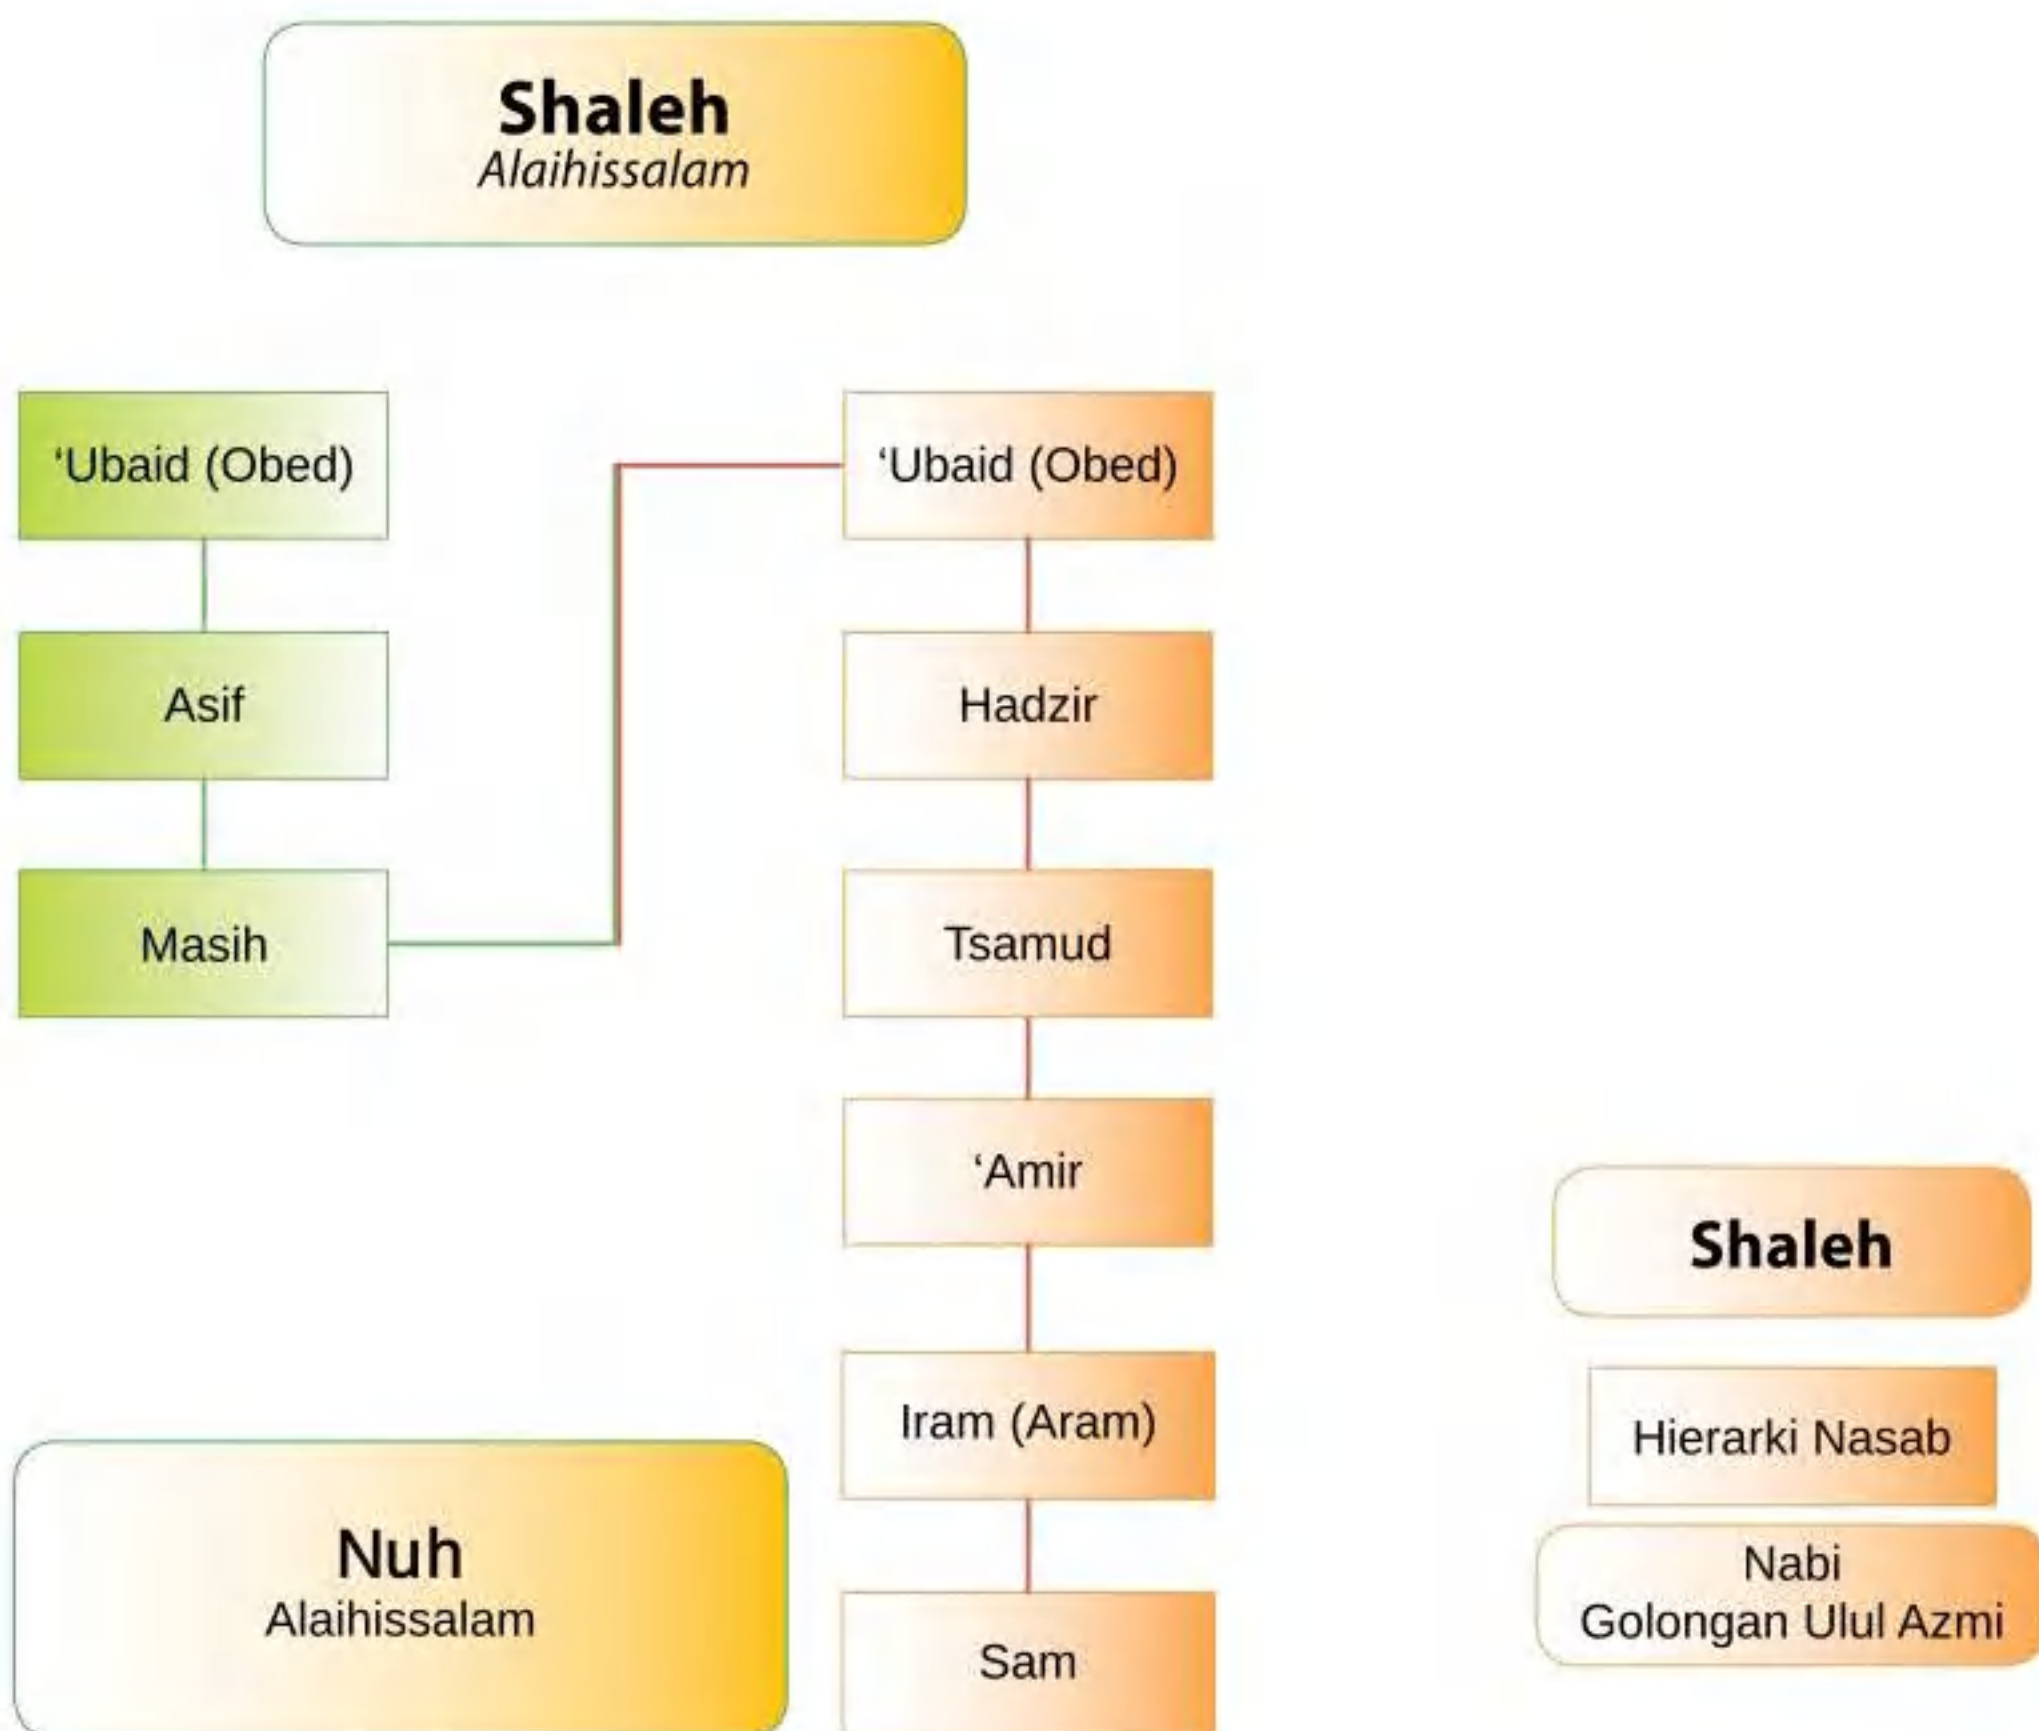 Shaleh
Alaihissalam
‘Ubaid (Obed)
Asif
Masih
‘Ubaid (Obed)
Hadzir
Tsamud
‘Amir
Iram (Aram)
Sam
Nuh
Alaihissalam
Shaleh
Hierarki Nasab
Nabi
Golongan Ulul Azmi